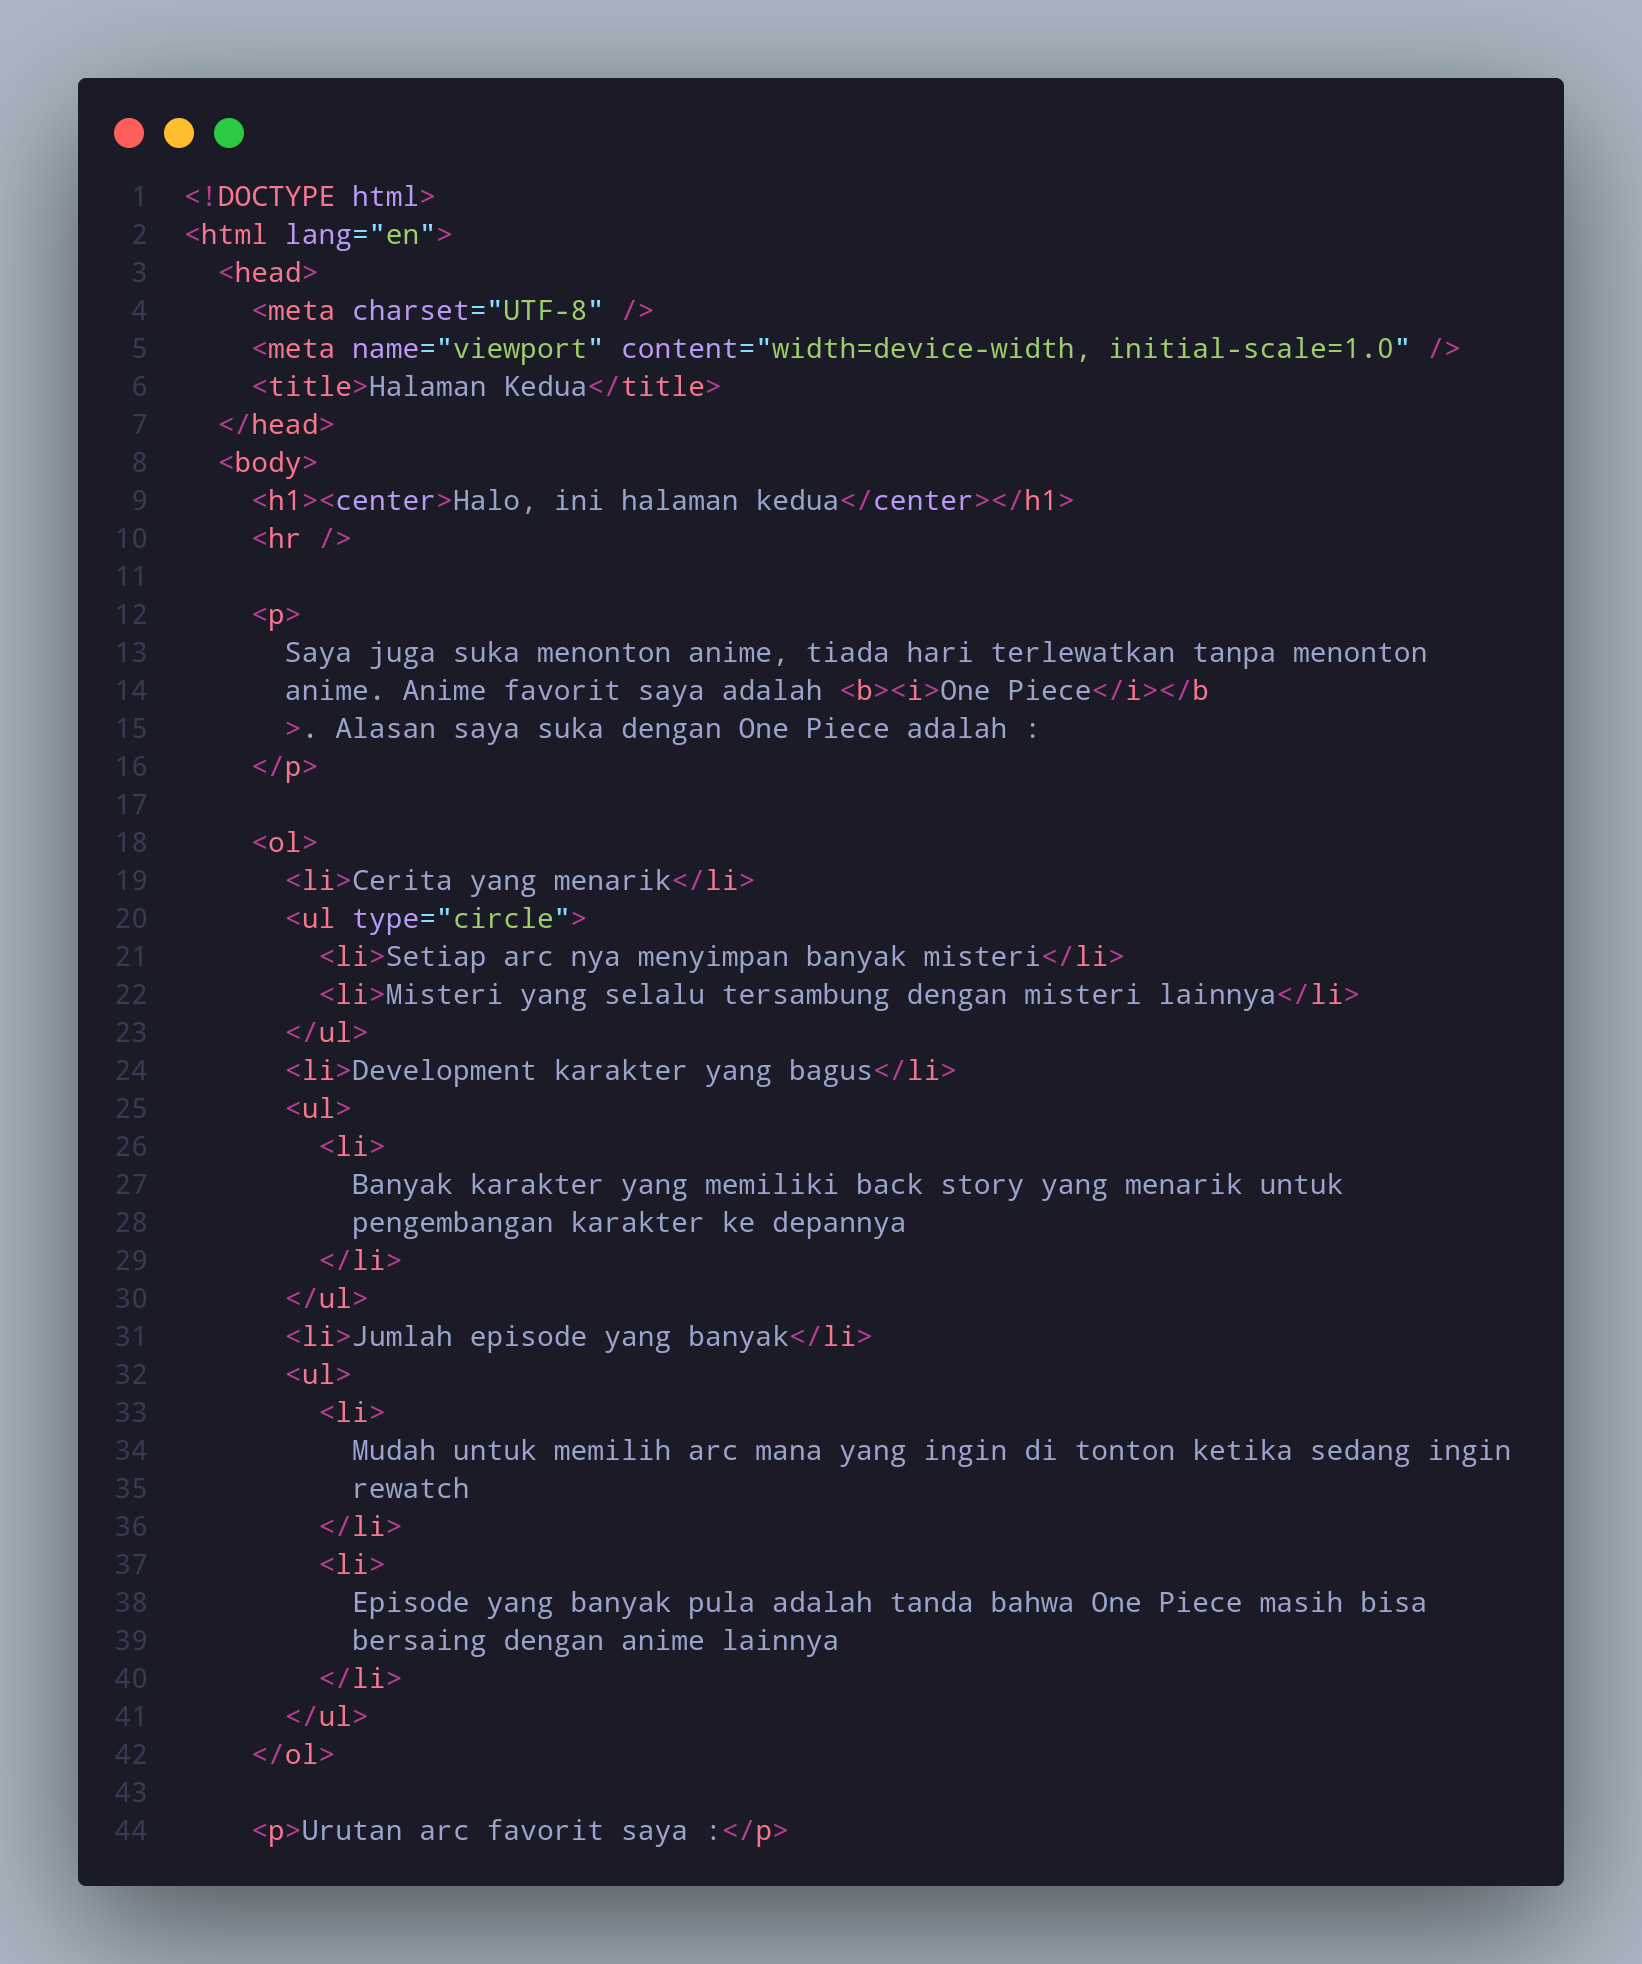 1 <!DOCTYPE html>
2 <html lang="en">
3   <head>
4     <meta charset="UTF-8" />
5     <meta name="viewport" content="width=device-width, initial-scale=1.0" />
6     <title>Halaman Kedua</title>
7   </head>
8   <body>
9     <h1><center>Halo, ini halaman kedua</center></h1>
10     <hr />
11
12     <p>
13       Saya juga suka menonton anime, tiada hari terlewatkan tanpa menonton
14       anime. Anime favorit saya adalah <b><i>One Piece</i></b
15       >. Alasan saya suka dengan One Piece adalah :
16     </p>
17
18     <ol>
19       <li>Cerita yang menarik</li>
20       <ul type="circle">
21         <li>Setiap arc nya menyimpan banyak misteri</li>
22         <li>Misteri yang selalu tersambung dengan misteri lainnya</li>
23       </ul>
24       <li>Development karakter yang bagus</li>
25       <ul>
26         <li>
27           Banyak karakter yang memiliki back story yang menarik untuk
28           pengembangan karakter ke depannya
29         </li>
30       </ul>
31       <li>Jumlah episode yang banyak</li>
32       <ul>
33         <li>
34           Mudah untuk memilih arc mana yang ingin di tonton ketika sedang ingin
35           rewatch
36         </li>
37         <li>
38           Episode yang banyak pula adalah tanda bahwa One Piece masih bisa
39           bersaing dengan anime lainnya
40         </li>
41       </ul>
42     </ol>
43
44     <p>Urutan arc favorit saya :</p>